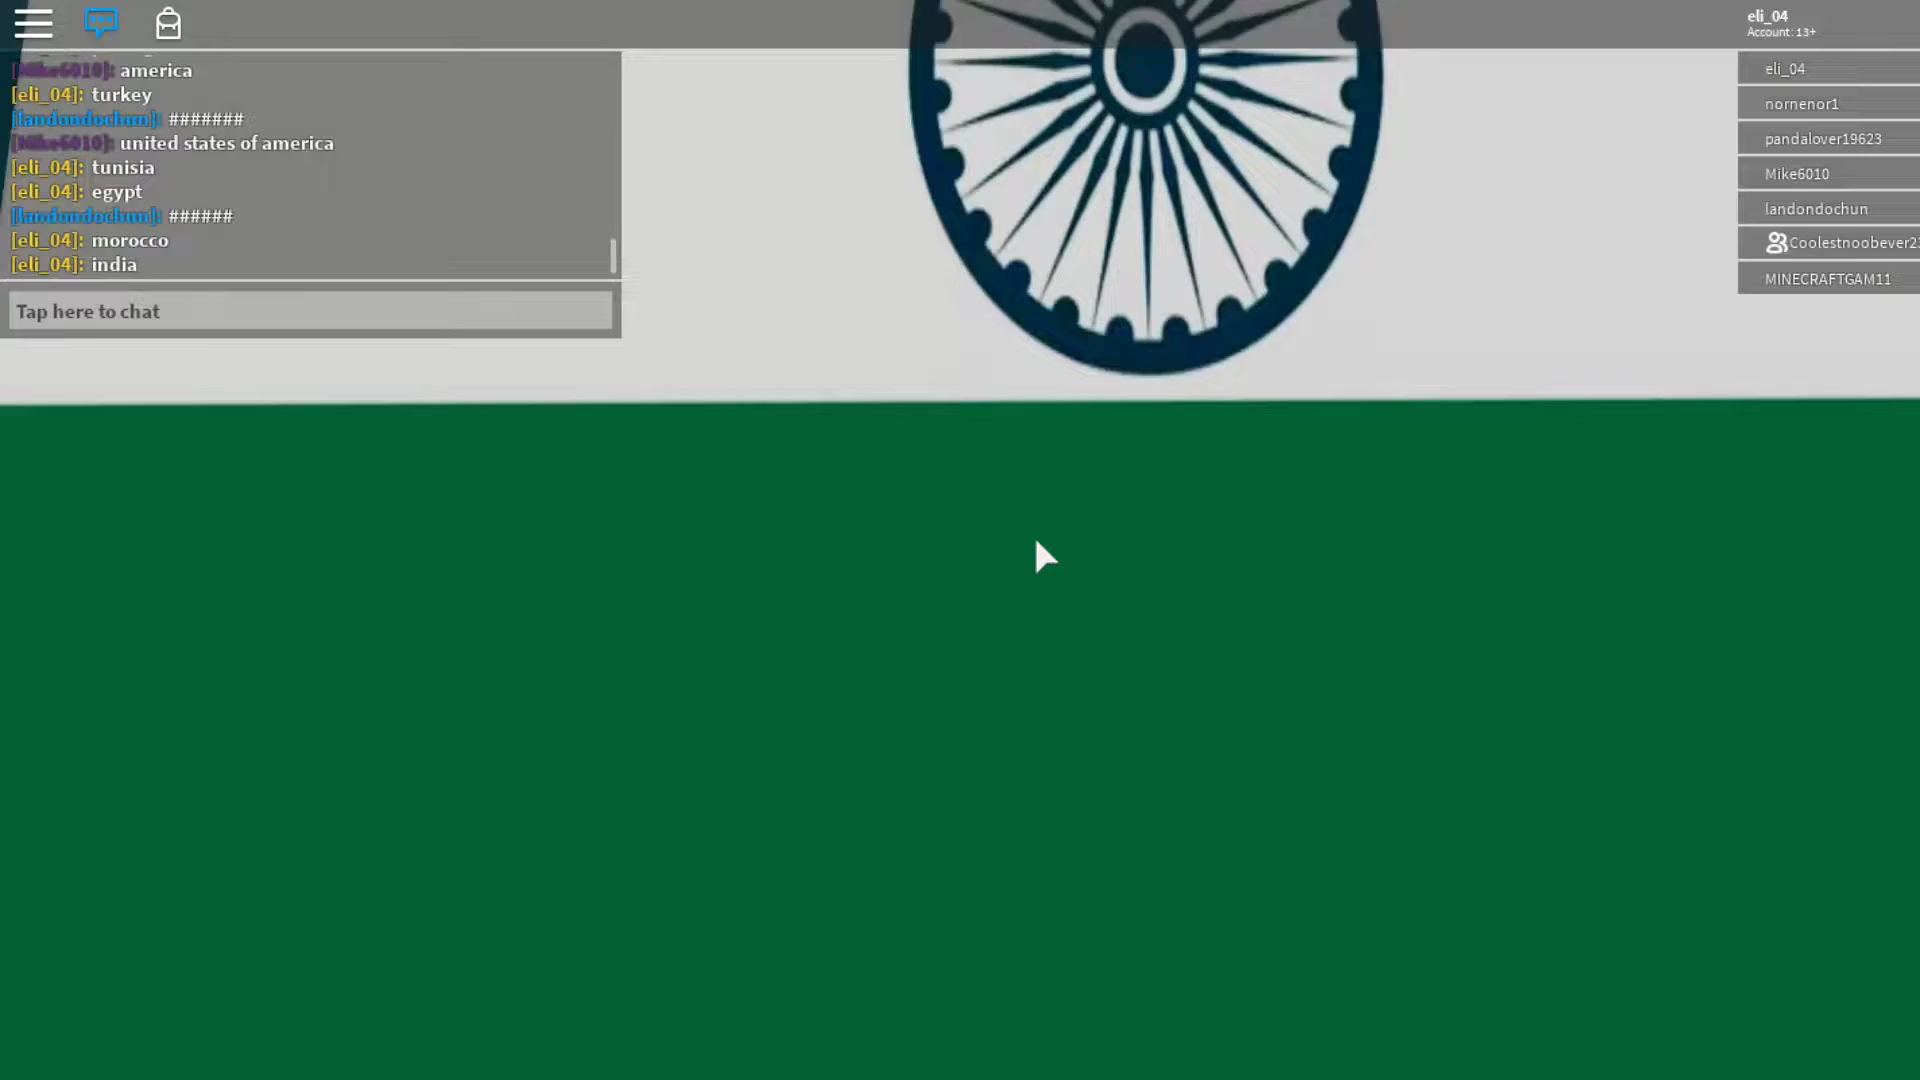 eli_04
Account: 13+
[Mike6010]: america
[eli_04]: turkey
[landondochun]: #######
[Mike6010]: united states of america
[eli_04]: tunisia
[eli_04]: egypt
[landondochun]: ######
[eli_04]: morocco
[eli_04]: india
Tap here to chat
eli_04
nornenor1
pandalover19623
Mike6010
landondochun
Coolestnoobever23
MINECRAFTGAM11